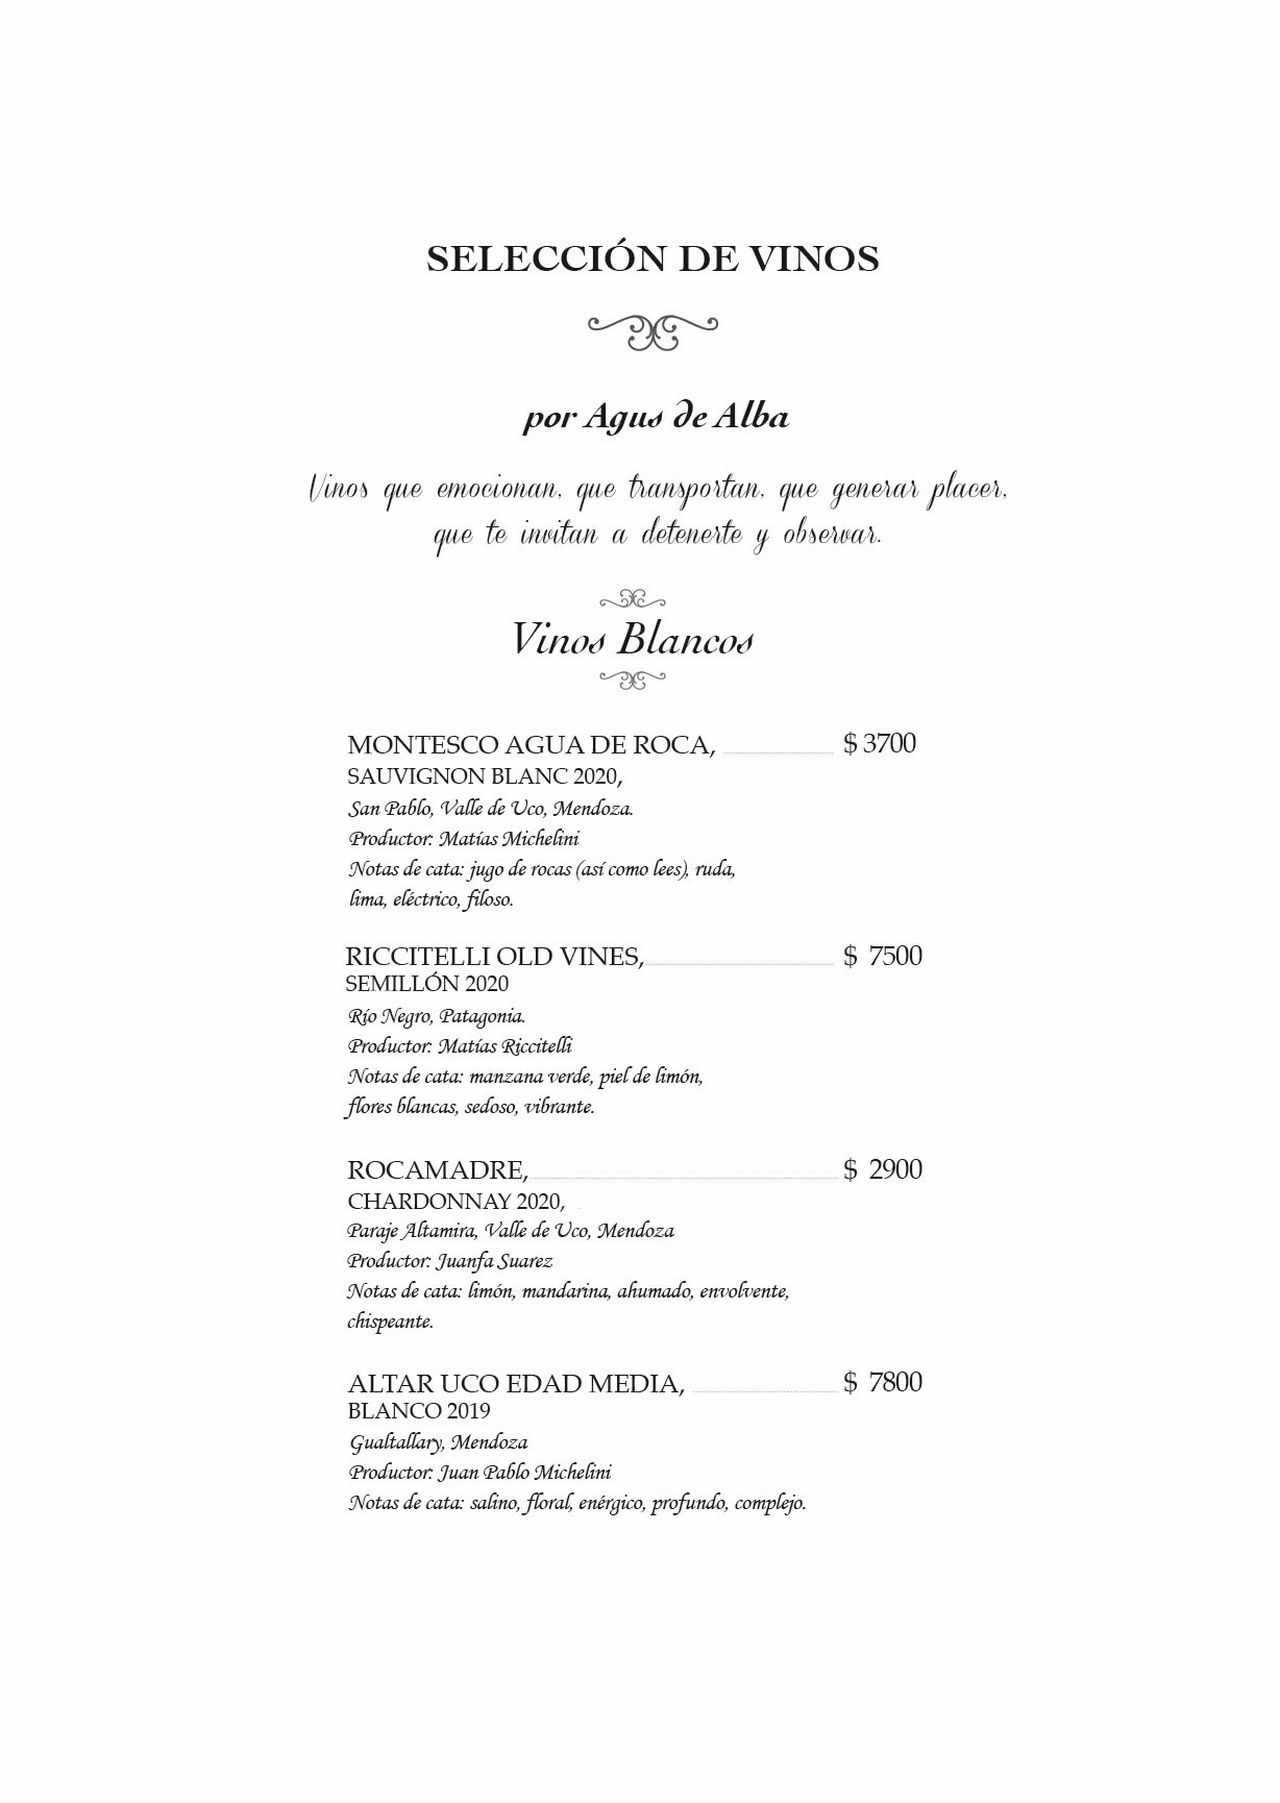 SELECCIÓN DE VINOS
por Agus de Alba
Vinos que emocionan, que transportan, que generar placer,
que te invitan a detenerte y observar.
Vinos Blancos
MONTESCO AGUA DE ROCA, $ 3700
SAUVIGNON BLANC 2020,
San Pablo, Valle de Uco, Mendoza.
Productor: Matías Michelini
Notas de cata: jugo de rocas (así como lees), ruda,
lima, eléctrico, filoso.
RICCITELLI OLD VINES, $ 7500
SEMILLÓN 2020
Río Negro, Patagonia.
Productor: Matías Riccitelli
Notas de cata: manzana verde, piel de limón,
flores blancas, sedoso, vibrante.
ROCAMADRE, $ 2900
CHARDONNAY 2020,
Paraje Altamira, Valle de Uco, Mendoza
Productor: Juanfa Suarez
Notas de cata: limón, mandarina, ahumado, envolvente,
chispeante.
ALTAR UCO EDAD MEDIA, $ 7800
BLANCO 2019
Gualtallary, Mendoza
Productor: Juan Pablo Michelini
Notas de cata: salino, floral, enérgico, profundo, complejo.